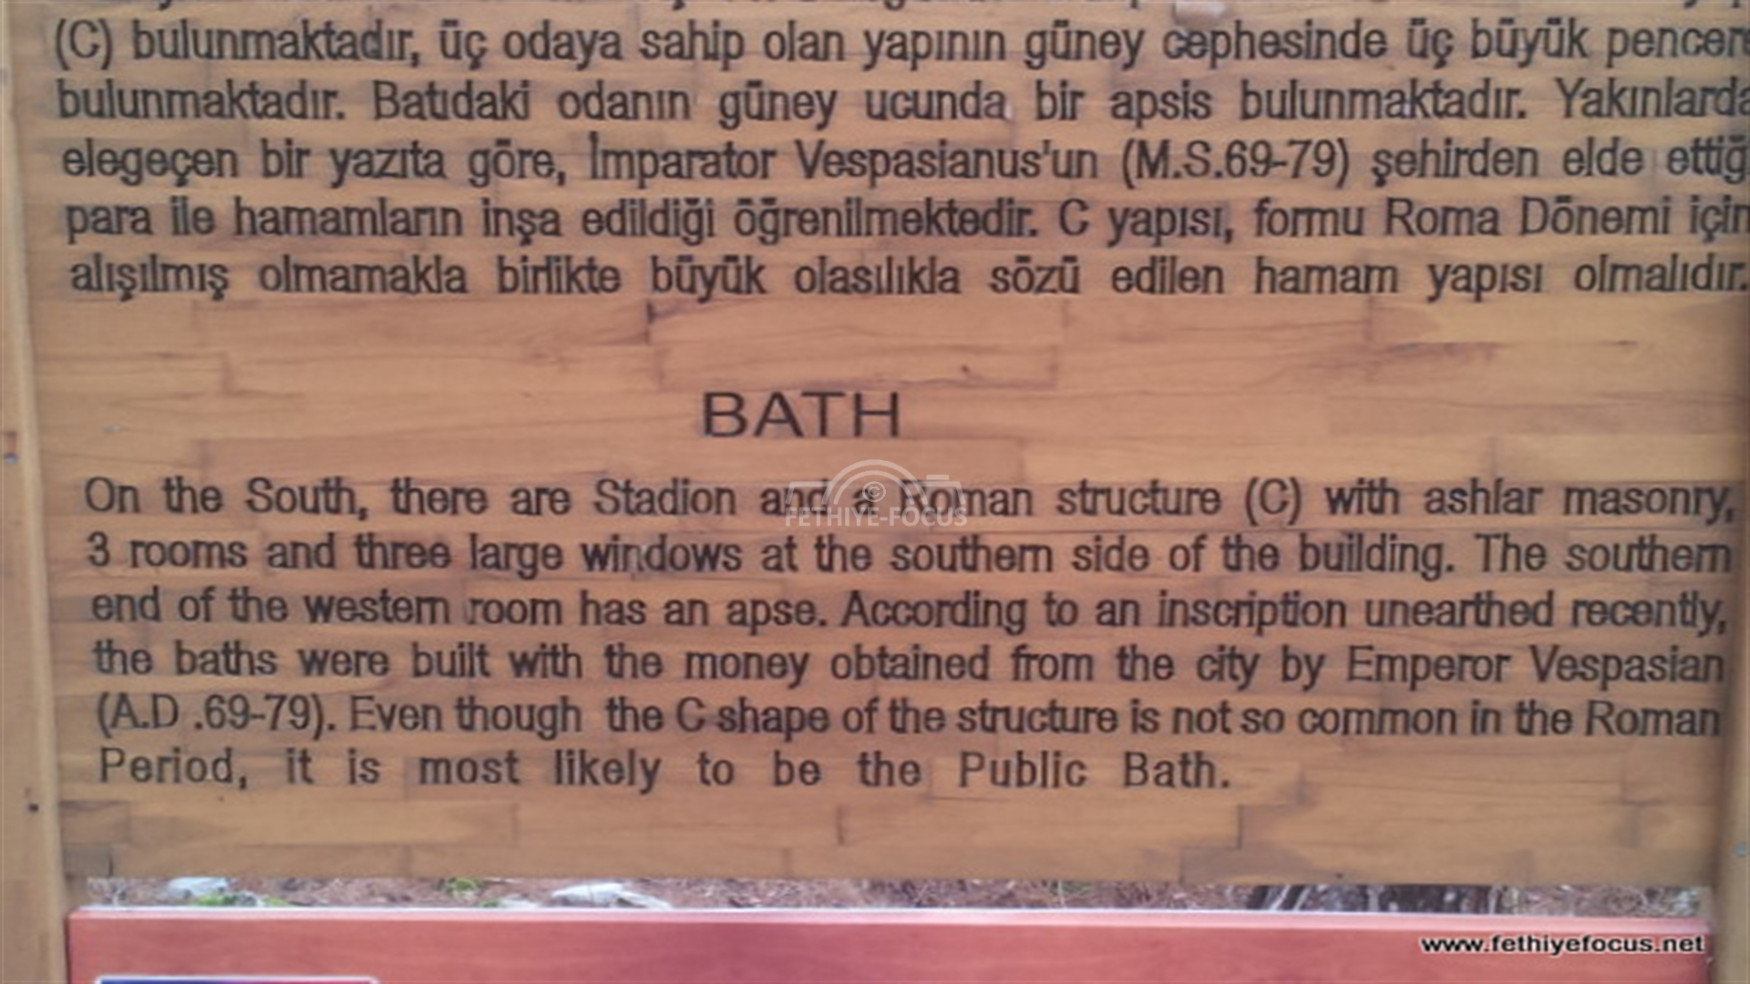 (C) bulunmaktadır, üç odaya sahip olan yapının güney cephesinde üç büyük pencere
bulunmaktadır. Batıdaki odanın güney ucunda bir apsis bulunmaktadır. Yakınlarda
elegeçen bir yazıta göre, İmparator Vespasianus'un (M.S.69-79) şehirden elde ettiği
para ile hamamların inşa edildiği öğrenilmektedir. C yapısı, formu Roma Dönemi için
alışılmış olmamakla birlikte büyük olasılıkla sözü edilen hamam yapısı olmalıdır.
BATH
On the South, there are Stadion and a Roman structure (C) with ashlar masonry,
3 rooms and three large windows at the southern side of the building. The southern
end of the western room has an apse. According to an inscription unearthed recently,
the baths were built with the money obtained from the city by Emperor Vespasian
(A.D .69-79). Even though the C shape of the structure is not so common in the Roman
Period, it is most likely to be the Public Bath.
© FETHIYE-FOCUS
www.fethiyefocus.net